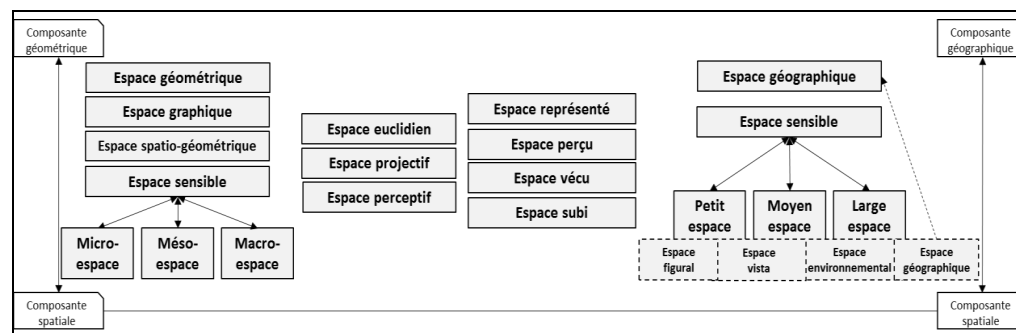 Composante
géométrique
Composante
géographique
Espace géométrique
Espace graphique
Espace spatio-géométrique
Espace sensible
Micro-
espace
Méso-
espace
Macro-
espace
Espace euclidien
Espace projectif
Espace perceptif
Espace représenté
Espace perçu
Espace vécu
Espace subi
Espace géographique
Espace sensible
Petit
espace
Moyen
espace
Large
espace
Espace
figural
Espace
vista
Espace
environnemental
Espace
géographique
Composante
spatiale
Composante
spatiale